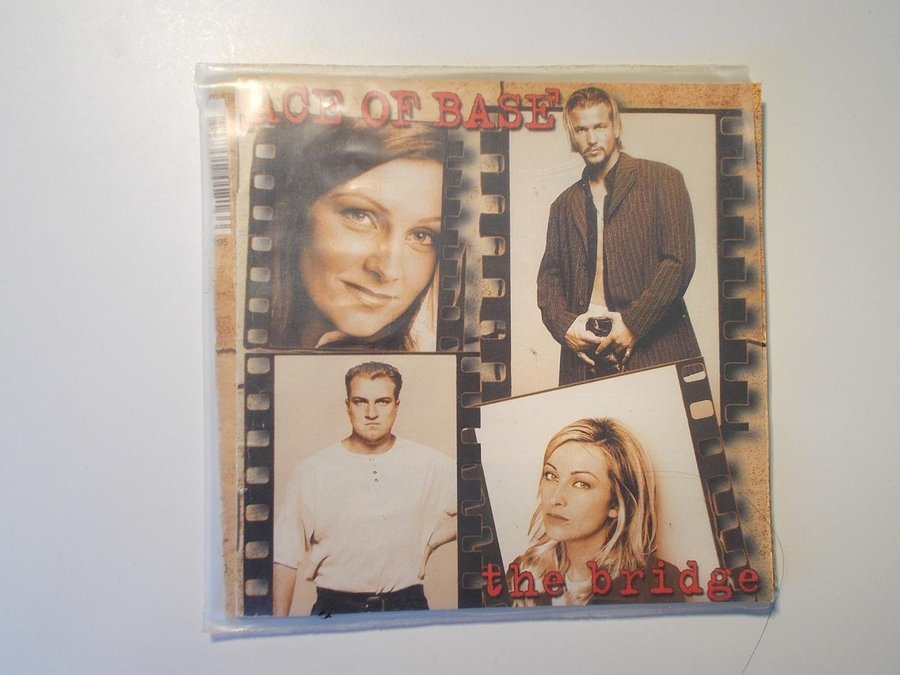 ACE OF BASE
the bridge